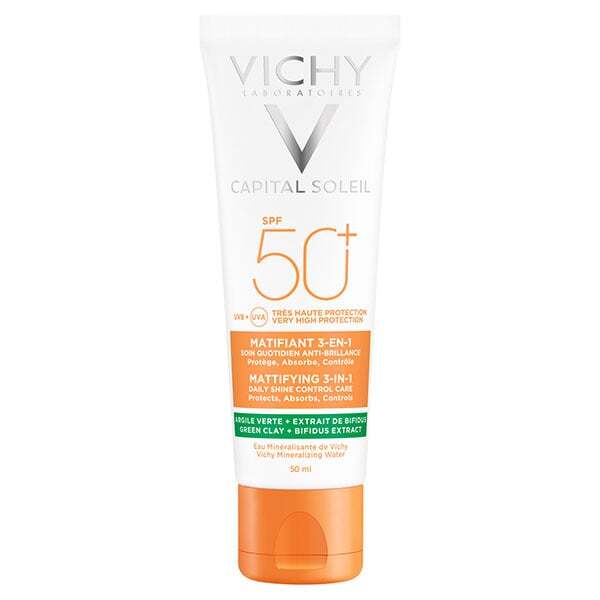 VICHY
LABORATOIRES
V
CAPITAL SOLEIL
SPF
50+
UVB + UVA
TRÈS HAUTE PROTECTION
VERY HIGH PROTECTION
MATIFIANT 3-EN-1
SOIN QUOTIDIEN ANTI-BRILLANCE
Protège, Absorbe, Contrôle
MATTIFYING 3-IN-1
DAILY SHINE CONTROL CARE
Protects, Absorbs, Controls
ARGILE VERTE + EXTRAIT DE BIFIDUS
GREEN CLAY + BIFIDUS EXTRACT
Eau Minéralisante de Vichy
Vichy Mineralizing Water
50 ml